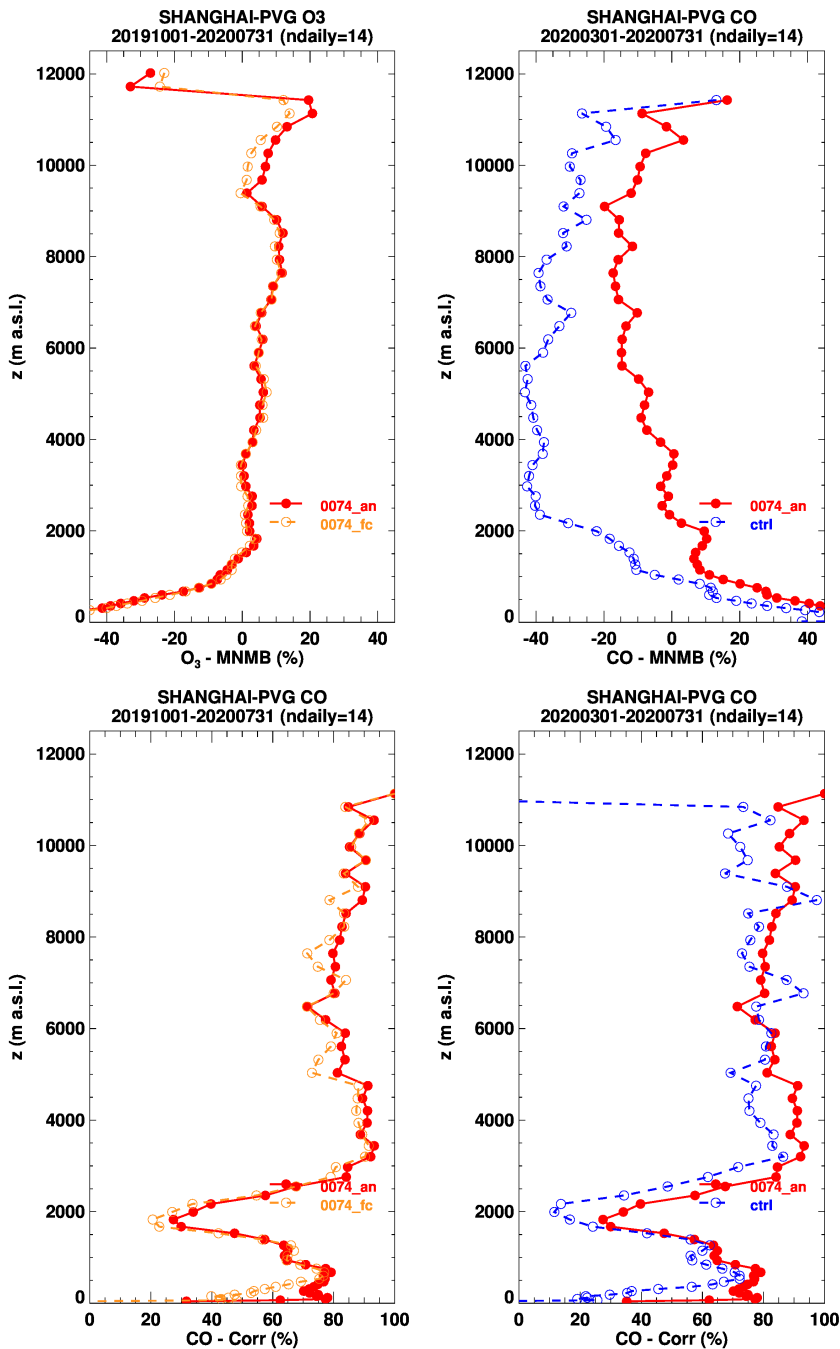 SHANGHAI-PVG O3
20191001-20200731 (ndaily=14)
12000
10000
8000
6000
4000
2000
0
z (m a.s.l.)
0074_an
0074_fc
-40 -20 0 20 40
O3 - MNMB (%)
SHANGHAI-PVG CO
20200301-20200731 (ndaily=14)
12000
10000
8000
6000
4000
2000
0
z (m a.s.l.)
0074_an
ctrl
-40 -20 0 20 40
CO - MNMB (%)
SHANGHAI-PVG CO
20191001-20200731 (ndaily=14)
12000
10000
8000
6000
4000
2000
0
z (m a.s.l.)
0074_an
0074_fc
0 20 40 60 80 100
CO - Corr (%)
SHANGHAI-PVG CO
20200301-20200731 (ndaily=14)
12000
10000
8000
6000
4000
2000
0
z (m a.s.l.)
0074_an
ctrl
0 20 40 60 80 100
CO - Corr (%)